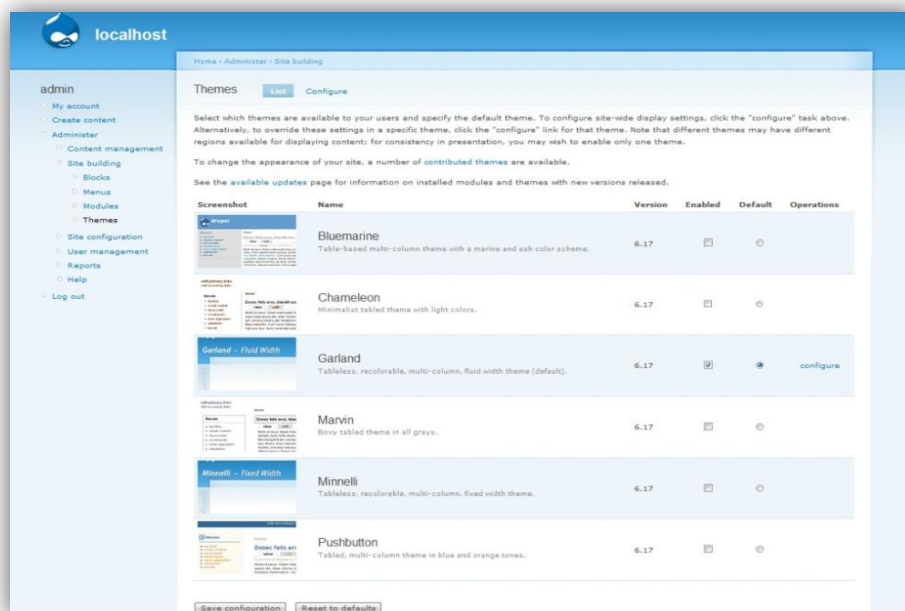 localhost
Home » Administer » Site building
admin
My account
Create content
Administer
Content management
Site building
Blocks
Menus
Modules
Themes
Site configuration
User management
Reports
Help
Log out
Themes List Configure
Select which themes are available to your users and specify the default theme. To configure site-wide display settings, click the "configure" task above.
Alternatively, to override these settings in a specific theme, click the "configure" link for that theme. Note that different themes may have different
regions available for displaying content; for consistency in presentation, you may wish to enable only one theme.
To change the appearance of your site, a number of contributed themes are available.
See the available updates page for information on installed modules and themes with new versions released.
Screenshot Name Version Enabled Default Operations
drupal
Bluemarine
Table-based multi-column theme with a marine and ash color scheme.
6.17
Chameleon
Minimalist tabled theme with light colors.
6.17
Garland – Fluid Width
Garland
Tableless, recolorable, multi-column, fluid width theme (default).
6.17 configure
Marvin
Boxy tabled theme in all grays.
6.17
Minnelli – Fixed Width
Minnelli
Tableless, recolorable, multi-column, fixed width theme.
6.17
Donec felis ero
Pushbutton
Tabled, multi-column theme in blue and orange tones.
6.17
Save configuration Reset to defaults